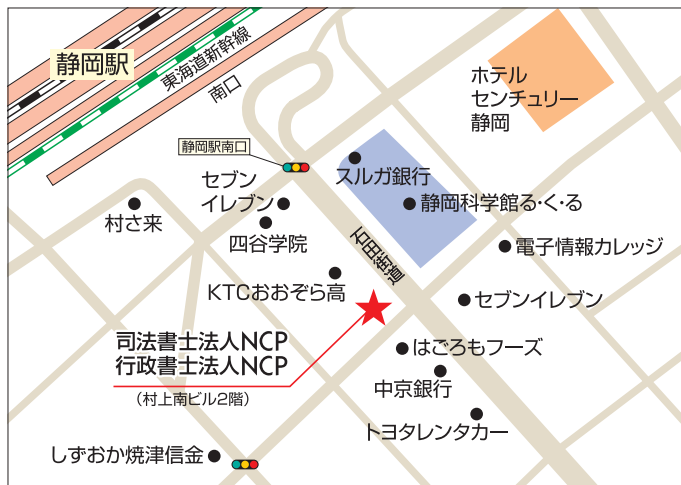 静岡駅
東海道新幹線
南口
ホテル
センチュリー
静岡
静岡駅南口
スルガ銀行
セブン
イレブン
村さ来
静岡科学館る・く・る
四谷学院
石田街道
電子情報カレッジ
KTCおおぞら高
セブンイレブン
司法書士法人NCP
行政書士法人NCP
(村上南ビル2階)
はごろもフーズ
中京銀行
トヨタレンタカー
しずおか焼津信金